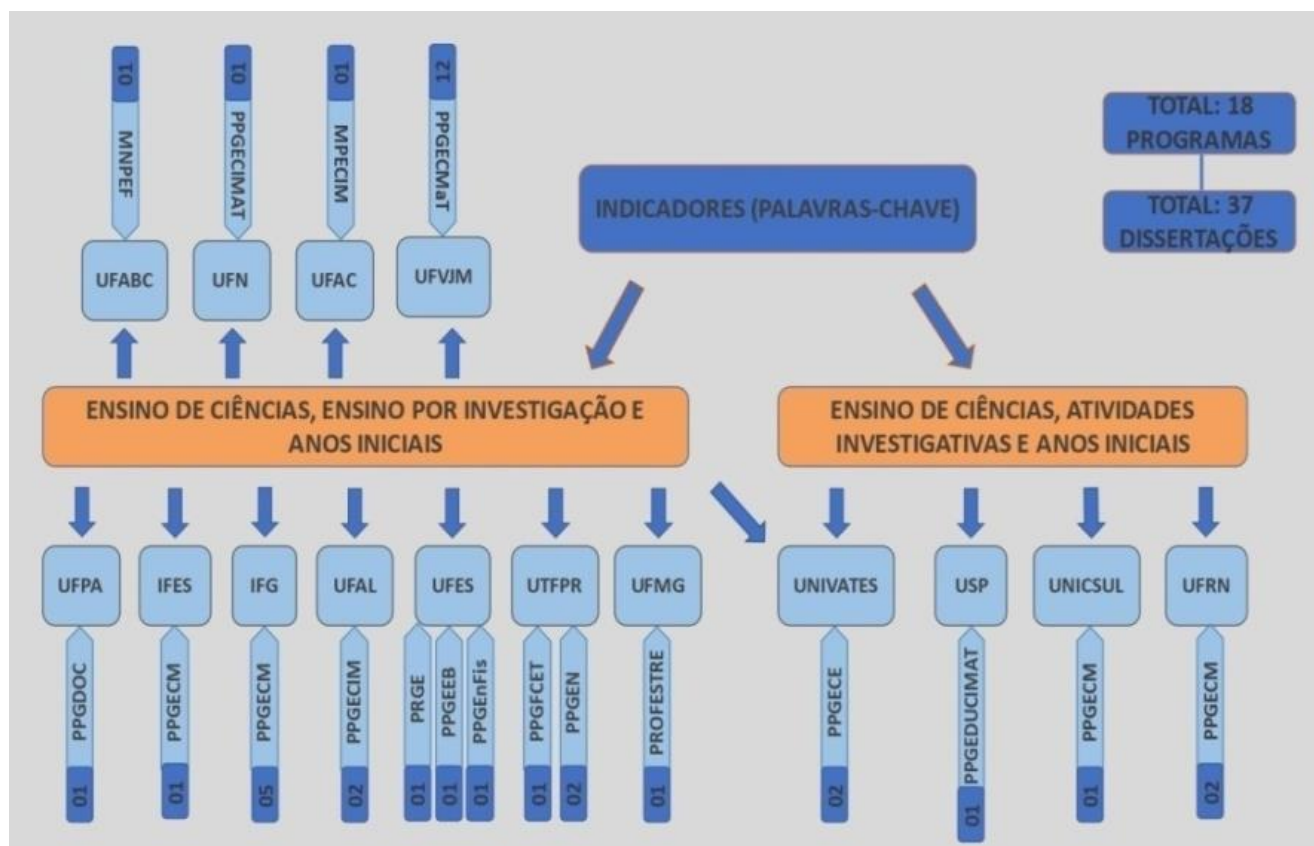 01
01
01
12
MNPEF
PPGECIMAT
MPECIM
PPGECMaT
UFABC
UFN
UFAC
UFVJM
INDICADORES (PALAVRAS-CHAVE)
TOTAL: 18
PROGRAMAS
TOTAL: 37
DISSERTAÇÕES
ENSINO DE CIÊNCIAS, ENSINO POR INVESTIGAÇÃO E
ANOS INICIAIS
ENSINO DE CIÊNCIAS, ATIVIDADES
INVESTIGATIVAS E ANOS INICIAIS
UFPA
IFES
IFG
UFAL
UFES
UTFPR
UFMG
UNIVATES
USP
UNICSUL
UFRN
PPGDOC
PPGECM
PPGECM
PPGECIM
PRGE
PPGEEB
PPGEnFis
PPGFCET
PPGEN
PROFESTRE
PPGECE
PPGEDUCIMAT
PPGECM
PPGECM
01
01
05
02
01
01
01
01
02
01
02
01
01
02